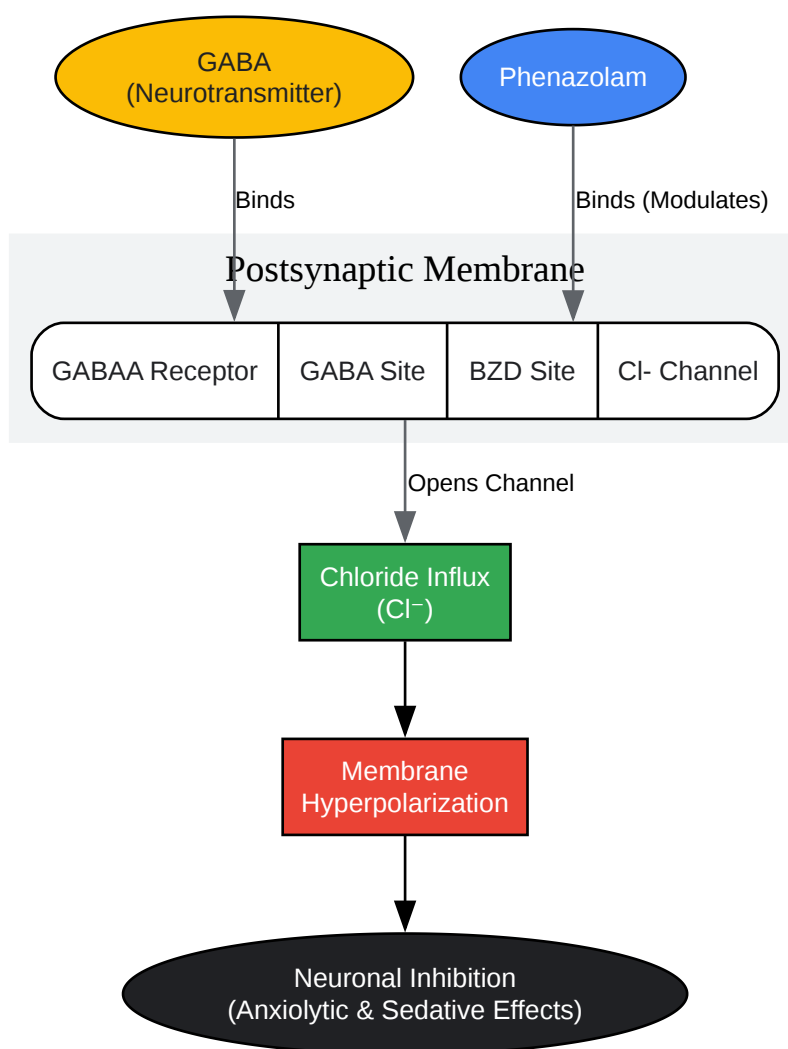 GABA
(Neurotransmitter)
Phenazolam
Binds
Binds (Modulates)
Postsynaptic Membrane
GABAA Receptor
GABA Site
BZD Site
Cl- Channel
Opens Channel
Chloride Influx
(Cl⁻)
Membrane
Hyperpolarization
Neuronal Inhibition
(Anxiolytic & Sedative Effects)